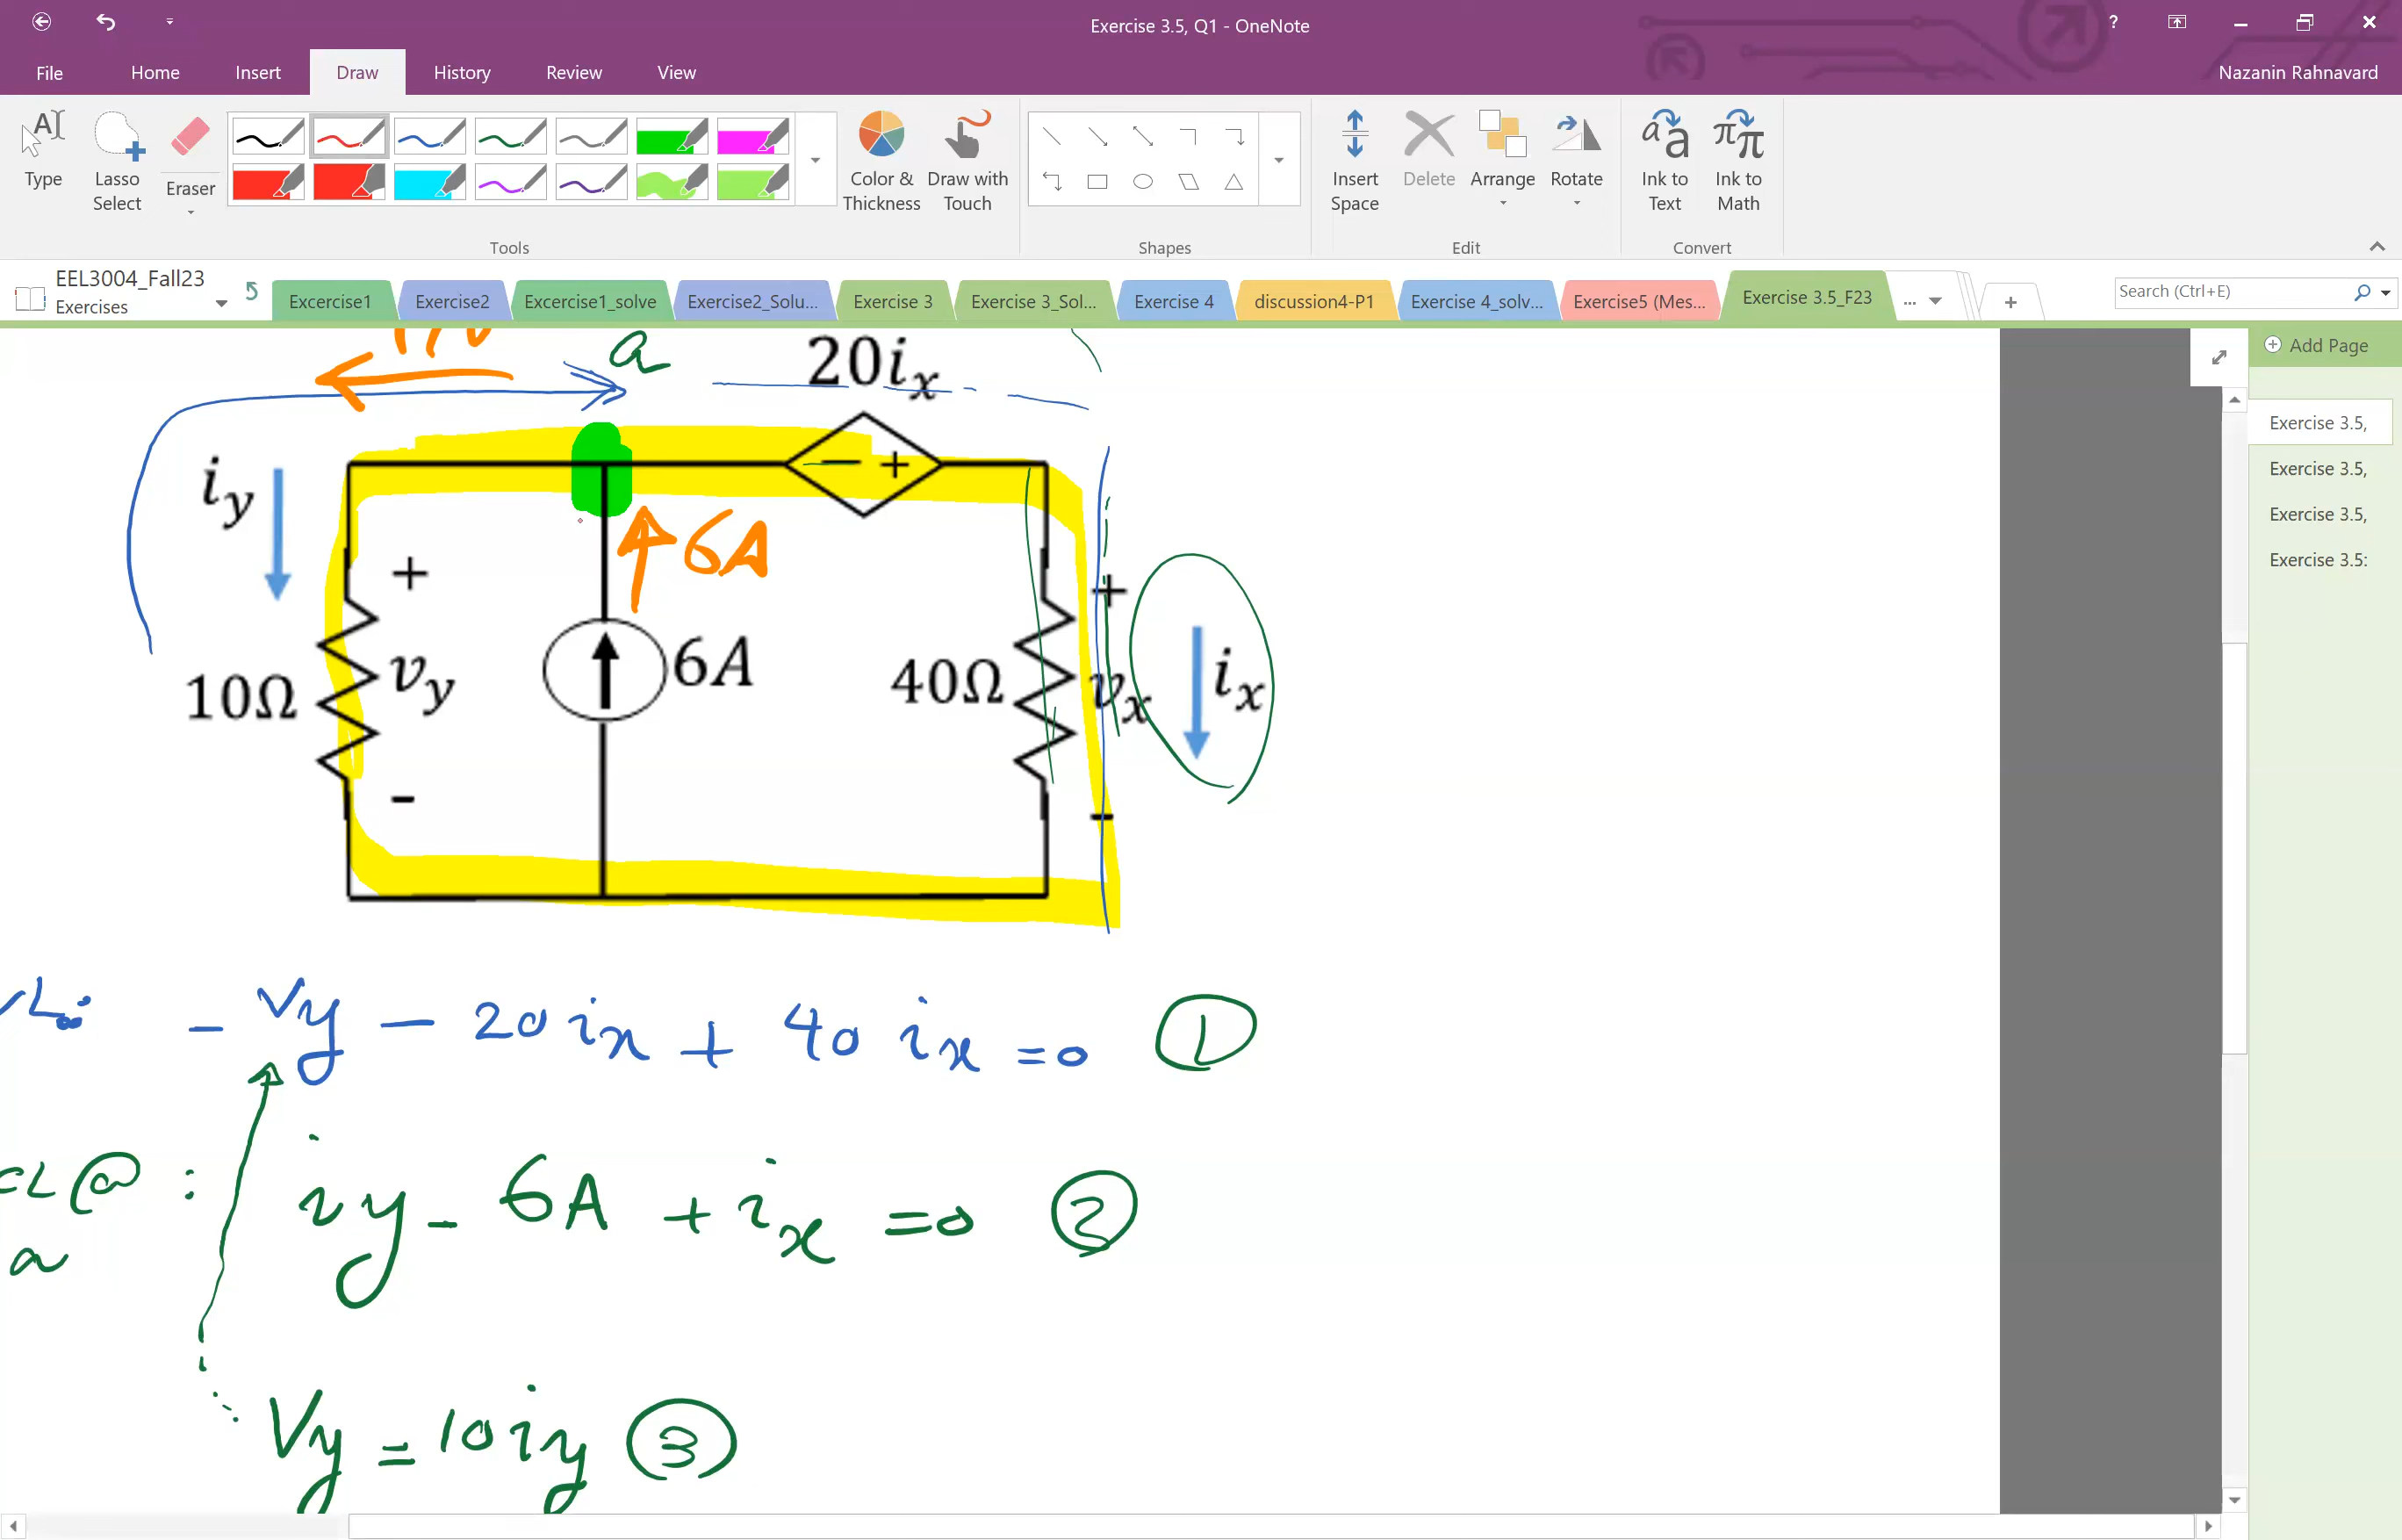 Exercise 3.5, Q1 - OneNote
?
File Home Insert Draw History Review View
Nazanin Rahnavard
Type
Lasso Select
Eraser
Color & Thickness
Draw with Touch
Insert Space
Delete
Arrange
Rotate
Ink to Text
Ink to Math
Tools
Shapes
Edit
Convert
EEL3004_Fall23
Exercises
Excercise1
Exercise2
Excercise1_solve
Exercise2_Solu...
Exercise 3
Exercise 3_Sol...
Exercise 4
discussion4-P1
Exercise 4_solv...
Exercise5 (Mes...
Exercise 3.5_F23
...
+
Search (Ctrl+E)
Add Page
Exercise 3.5,
Exercise 3.5,
Exercise 3.5,
Exercise 3.5:
a
20iₓ
− +
i_y
6A
+
+
10Ω
v_y
6A
40Ω
vₓ
iₓ
-
-
VL:
- Vy - 20 ix + 40 ix =0 ①
CL @ a : iy - 6A + ix =0 ②
Vy = 10 iy ③